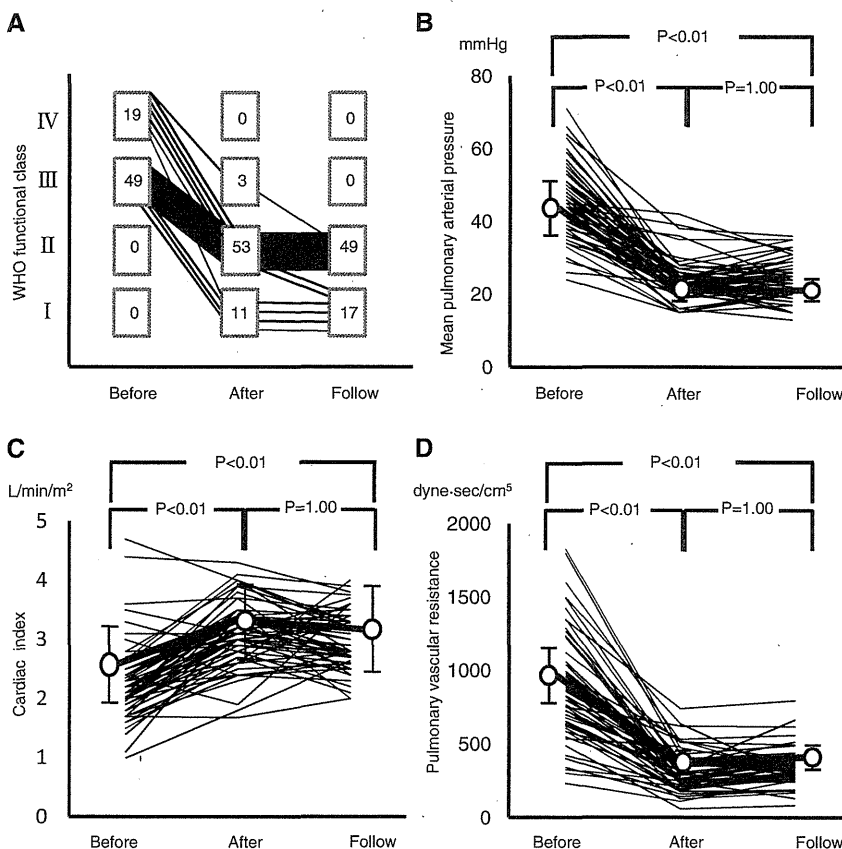 A
WHO functional class
IV
19
0
0
III
49
3
0
II
0
53
49
I
0
11
17
Before
After
Follow
B
mmHg
P<0.01
P<0.01
P=1.00
Mean pulmonary arterial pressure
80
60
40
20
0
Before
After
Follow
C
L/min/m²
P<0.01
P<0.01
P=1.00
Cardiac index
5
4
3
2
1
0
Before
After
Follow
D
dyne·sec/cm⁵
P<0.01
P<0.01
P=1.00
Pulmonary vascular resistance
2000
1500
1000
500
0
Before
After
Follow